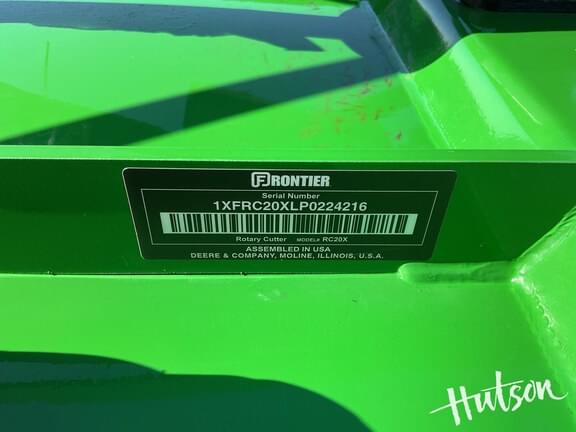 FRONTIER
Serial Number
1XFRC20XLP0224216
Rotary Cutter MODEL# RC20X
ASSEMBLED IN USA
DEERE & COMPANY, MOLINE, ILLINOIS, U.S.A.
Hutson